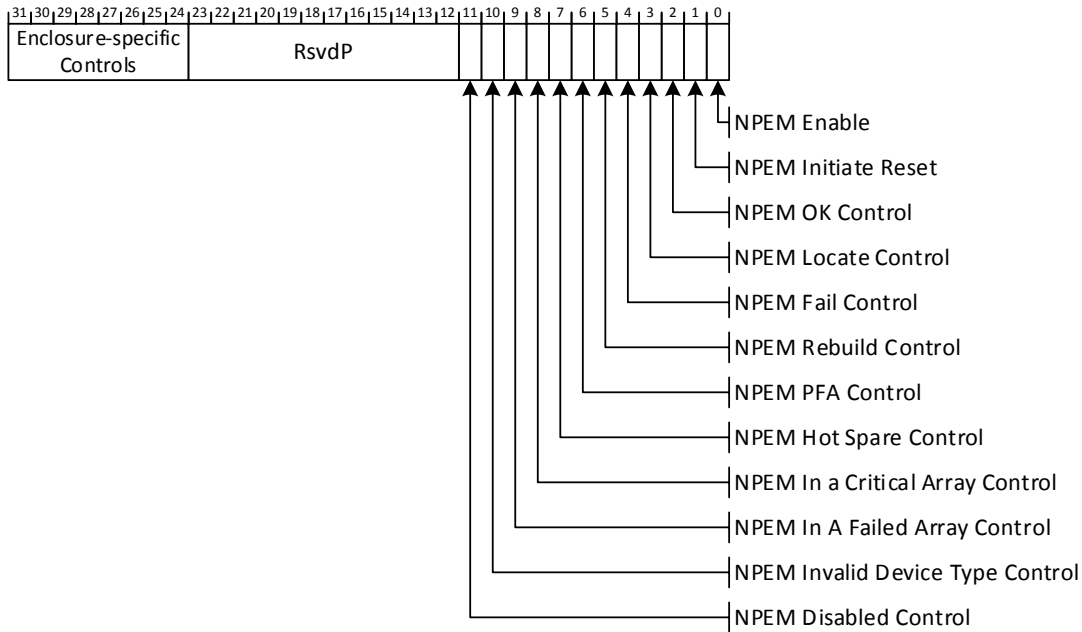 31 30 29 28 27 26 25 24 23 22 21 20 19 18 17 16 15 14 13 12 11 10 9 8 7 6 5 4 3 2 1 0
Enclosure-specific
Controls
RsvdP
NPEM Enable
NPEM Initiate Reset
NPEM OK Control
NPEM Locate Control
NPEM Fail Control
NPEM Rebuild Control
NPEM PFA Control
NPEM Hot Spare Control
NPEM In a Critical Array Control
NPEM In A Failed Array Control
NPEM Invalid Device Type Control
NPEM Disabled Control